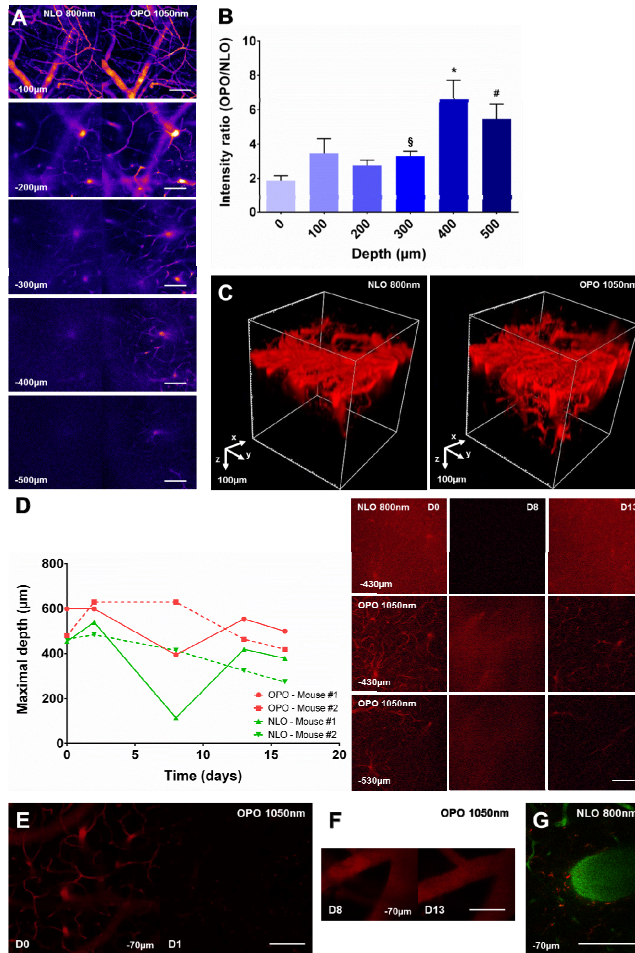 A
NLO 800nm
OPO 1050nm
-100µm
-200µm
-300µm
-400µm
-500µm
B
Intensity ratio (OPO/NLO)
10
8
6
4
2
0
§
*
#
0
100
200
300
400
500
Depth (µm)
C
NLO 800nm
OPO 1050nm
x
y
z
100µm
x
y
z
100µm
D
Maximal depth (µm)
800
600
400
200
0
0
5
10
15
20
Time (days)
OPO - Mouse #1
OPO - Mouse #2
NLO - Mouse #1
NLO - Mouse #2
NLO 800nm D0
D8
D13
-430µm
OPO 1050nm
-430µm
OPO 1050nm
-530µm
E
OPO 1050nm
D0
-70µm
D1
F
OPO 1050nm
D8
-70µm
D13
G
NLO 800nm
-70µm